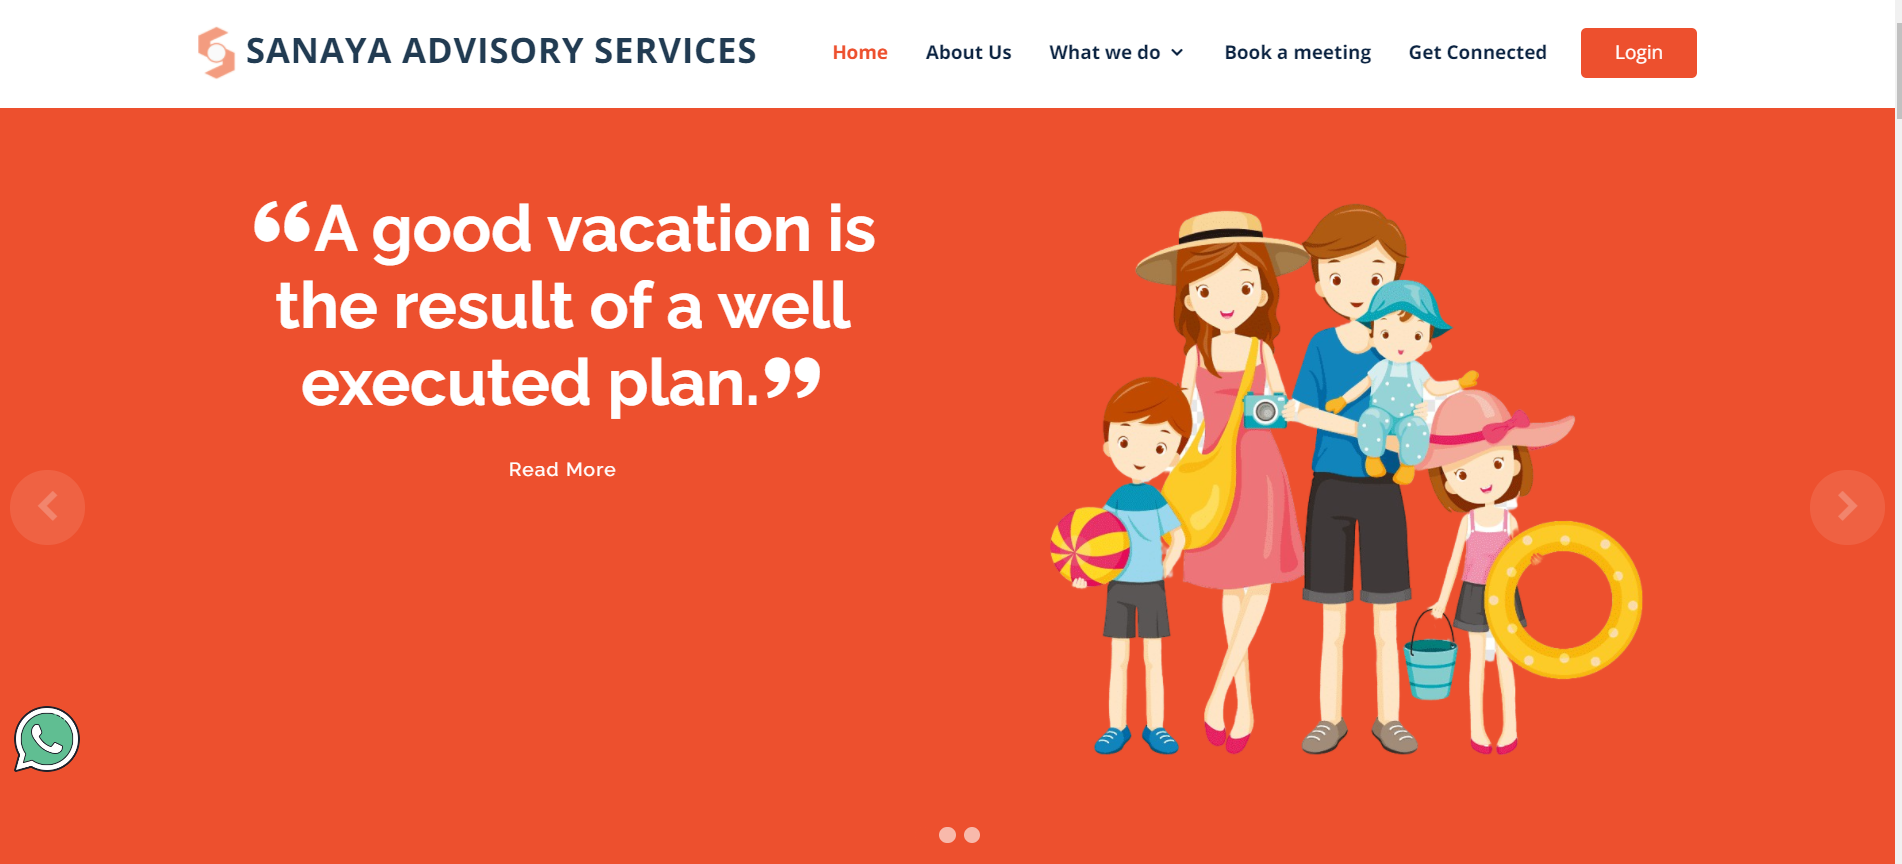 SANAYA ADVISORY SERVICES
Home
About Us
What we do
Book a meeting
Get Connected
Login
“A good vacation is
the result of a well
executed plan.”
Read More